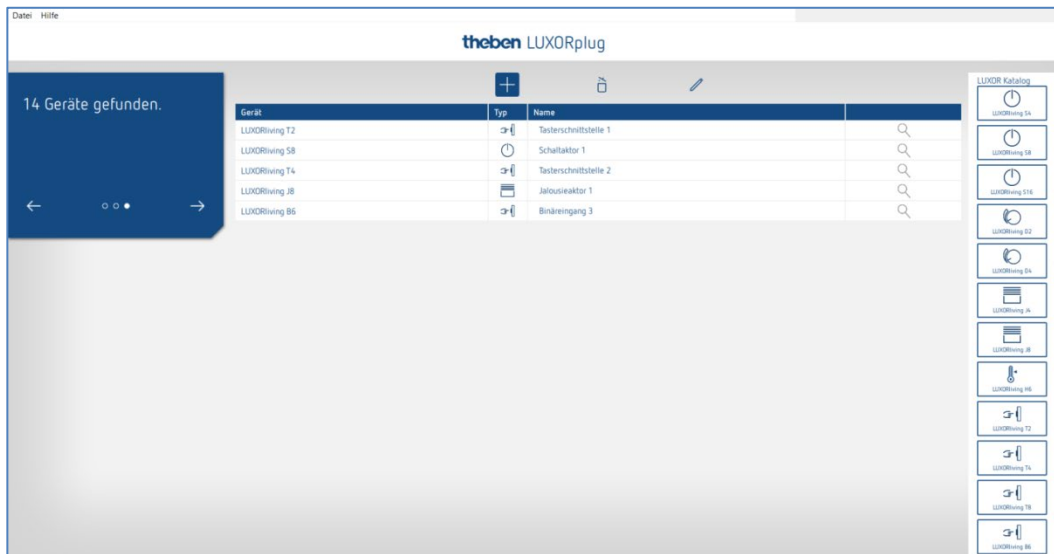 Datei Hilfe
theben LUXORplug
14 Geräte gefunden.
Gerät Typ Name
LUXORliving T2 Tasterschnittstelle 1
LUXORliving S8 Schaltaktor 1
LUXORliving T4 Tasterschnittstelle 2
LUXORliving J8 Jalousieaktor 1
LUXORliving B6 Binäreingang 3
LUXOR Katalog
LUXORliving S4
LUXORliving S8
LUXORliving S16
LUXORliving D2
LUXORliving D4
LUXORliving J4
LUXORliving J8
LUXORliving H6
LUXORliving T2
LUXORliving T4
LUXORliving T8
LUXORliving B6